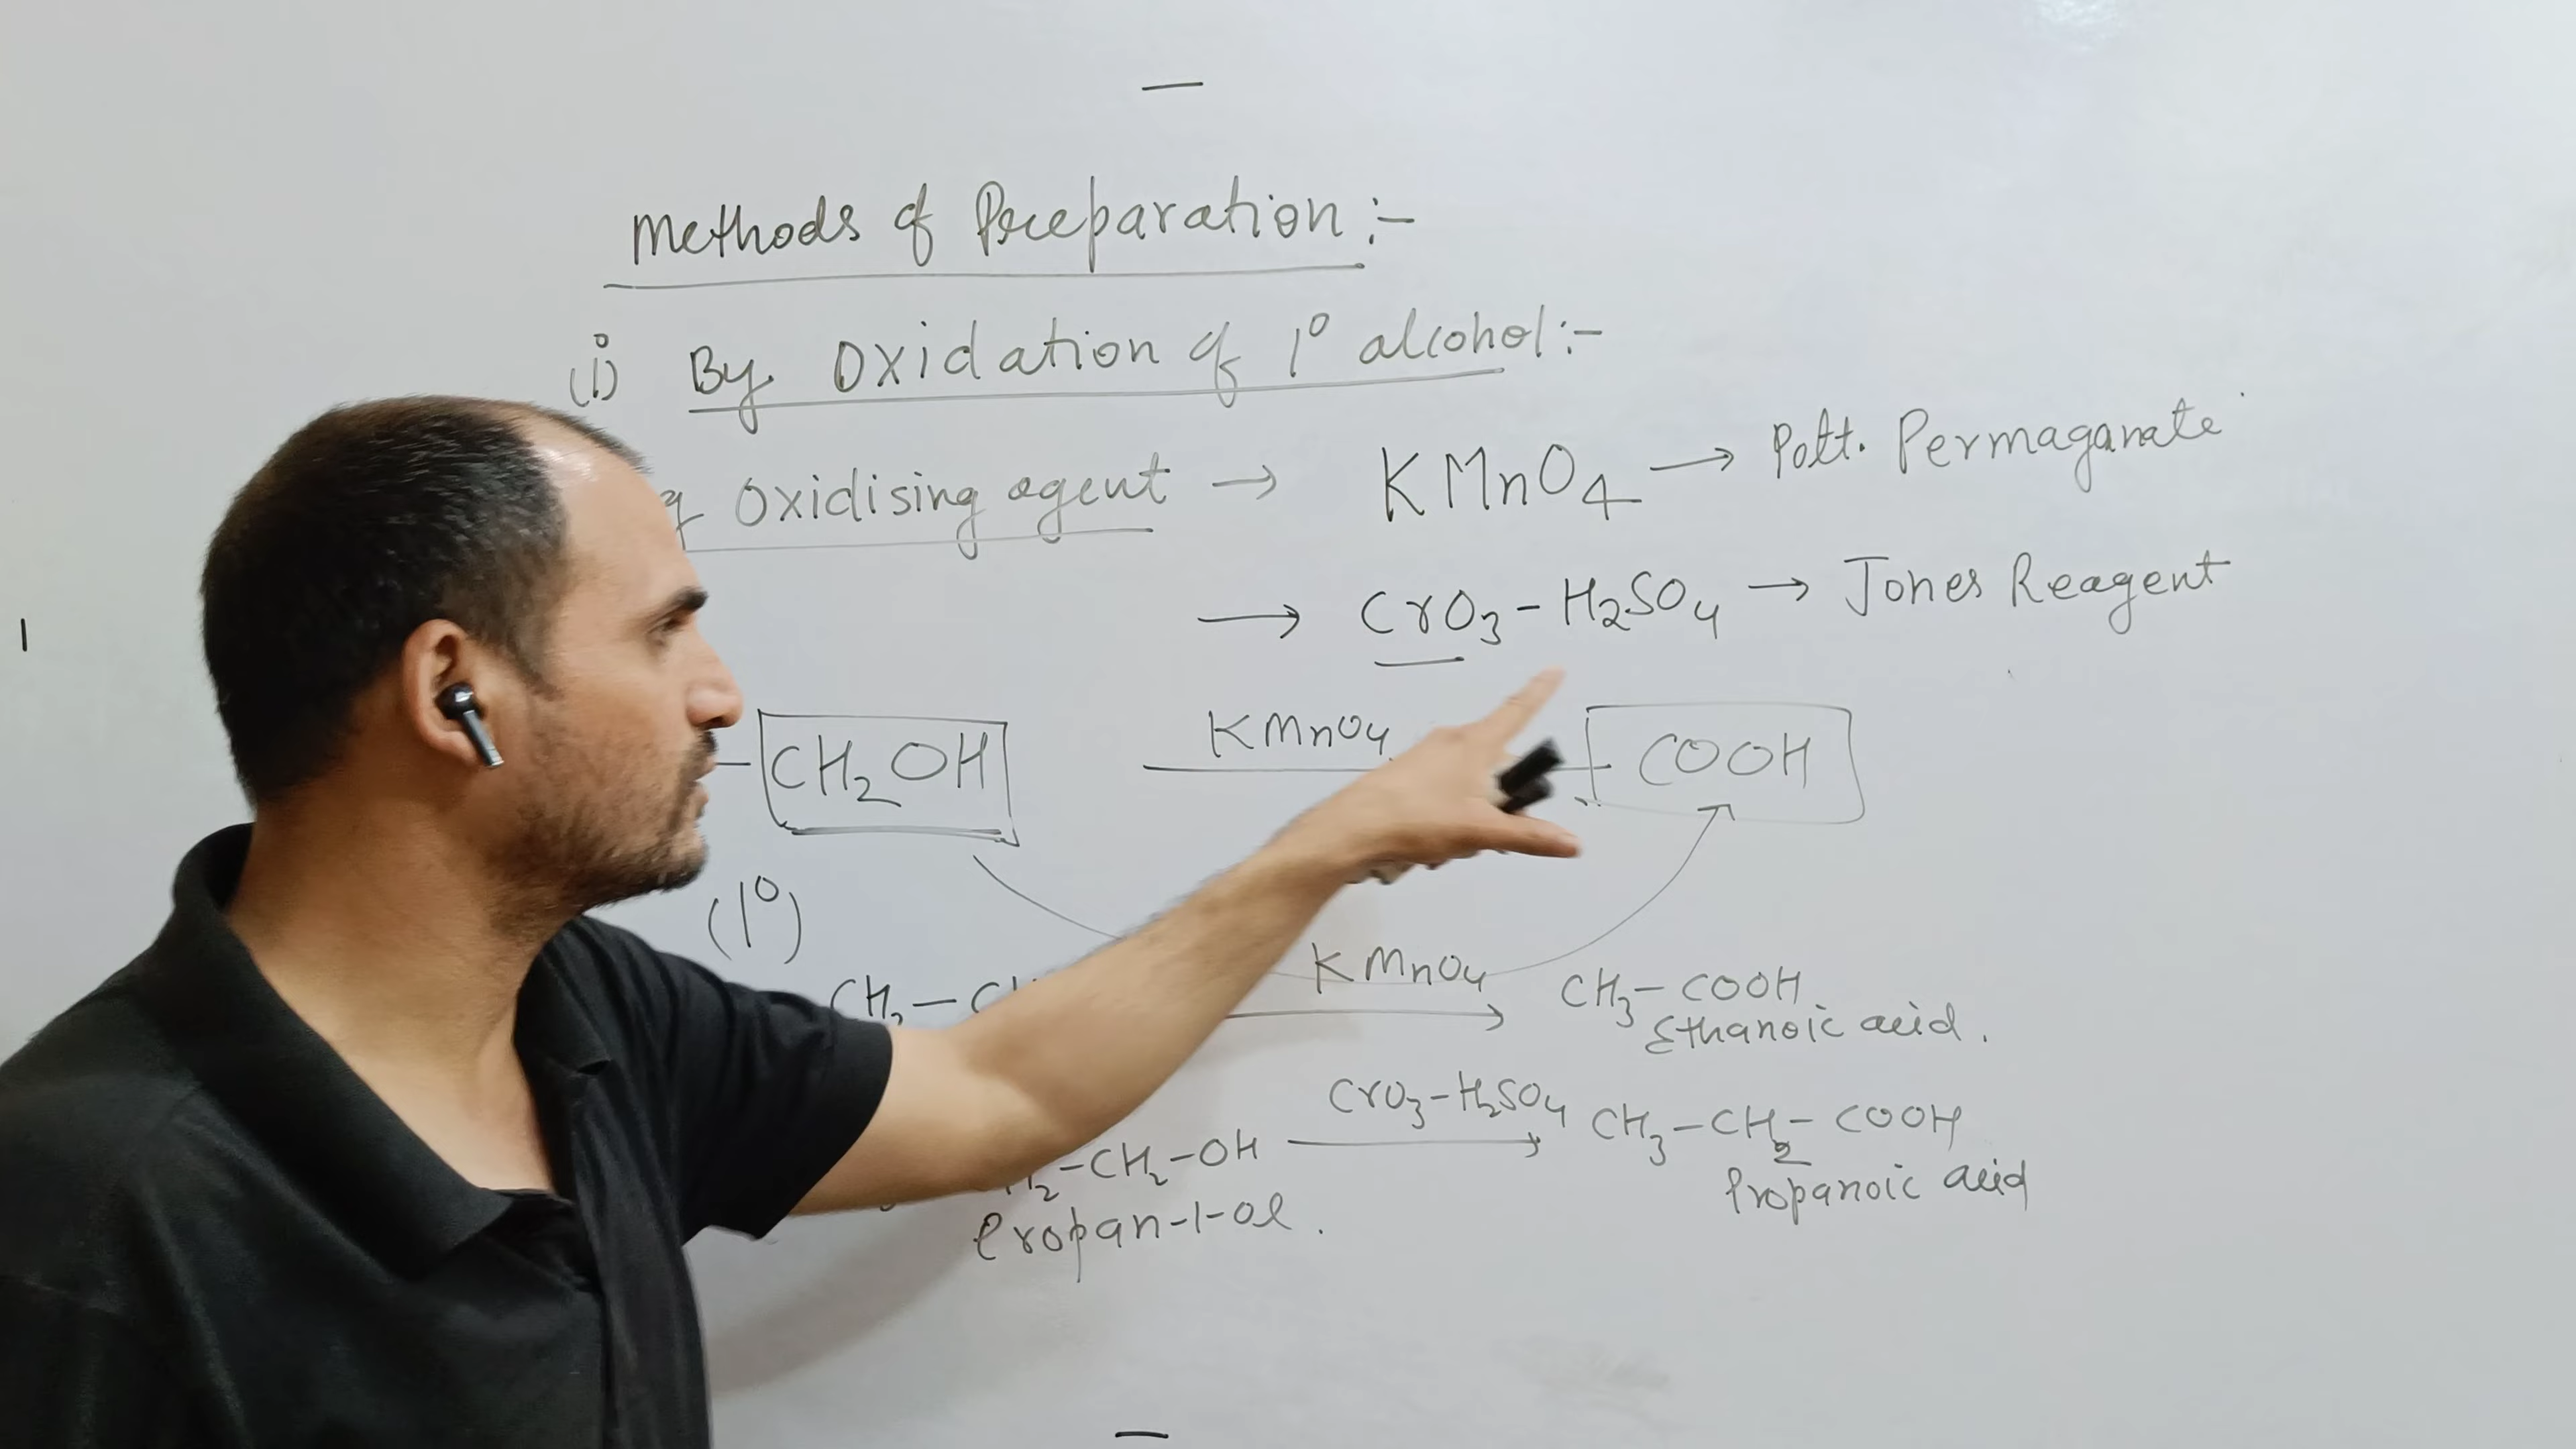 Methods of Preparation :-
(i) By Oxidation of 1° alcohol :-
Oxidising agent → KMnO4 → Pott. Permaganate
→ CrO3 - H2SO4 → Jones Reagent
- CH2OH KMnO4 - COOH
(1°)
CH3 - KMnO4 → CH3 - COOH
Ethanoic acid.
H2 - CH2 - OH CrO3 - H2SO4 → CH3 - CH2 - COOH
Propan-1-ol. Propanoic acid